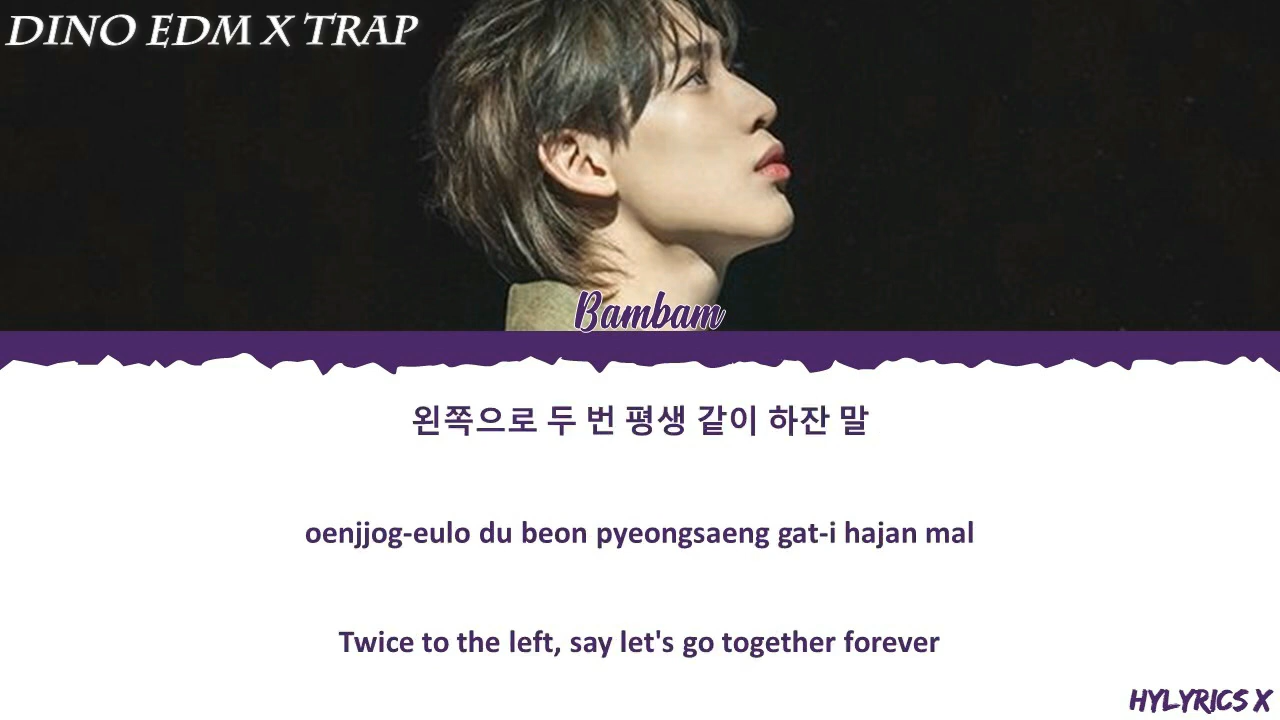 DINO EDM X TRAP
Bambam
왼쪽으로 두 번 평생 같이 하잔 말
oenjjog-eulo du beon pyeongsaeng gat-i hajan mal
Twice to the left, say let's go together forever
HYLYRICS X